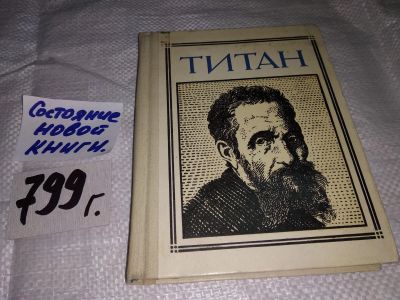 ТИТАН
Состояние
новой
книги.
799 г.